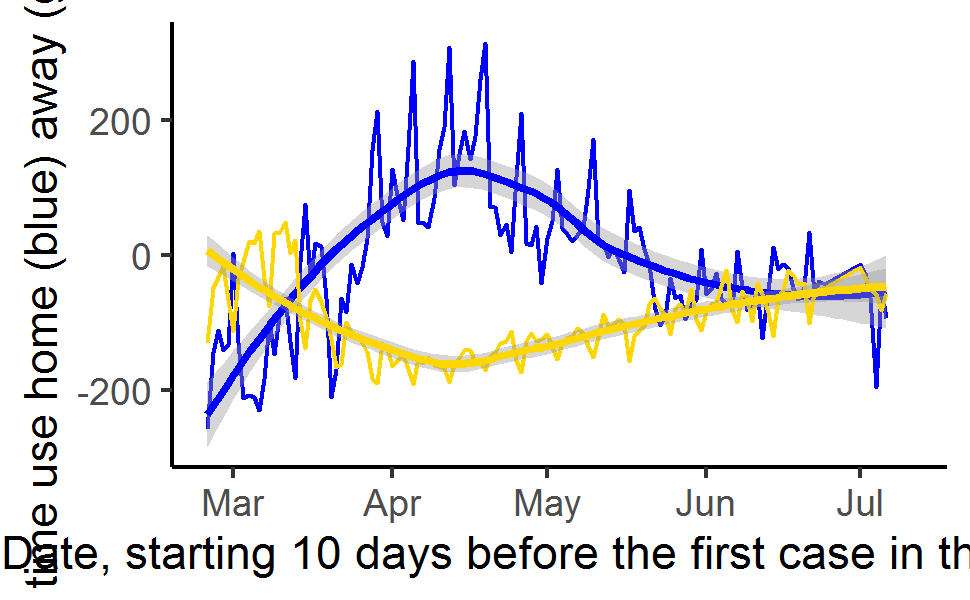 time use home (blue) away (
200
0
-200
Mar Apr May Jun Jul
Date, starting 10 days before the first case in th